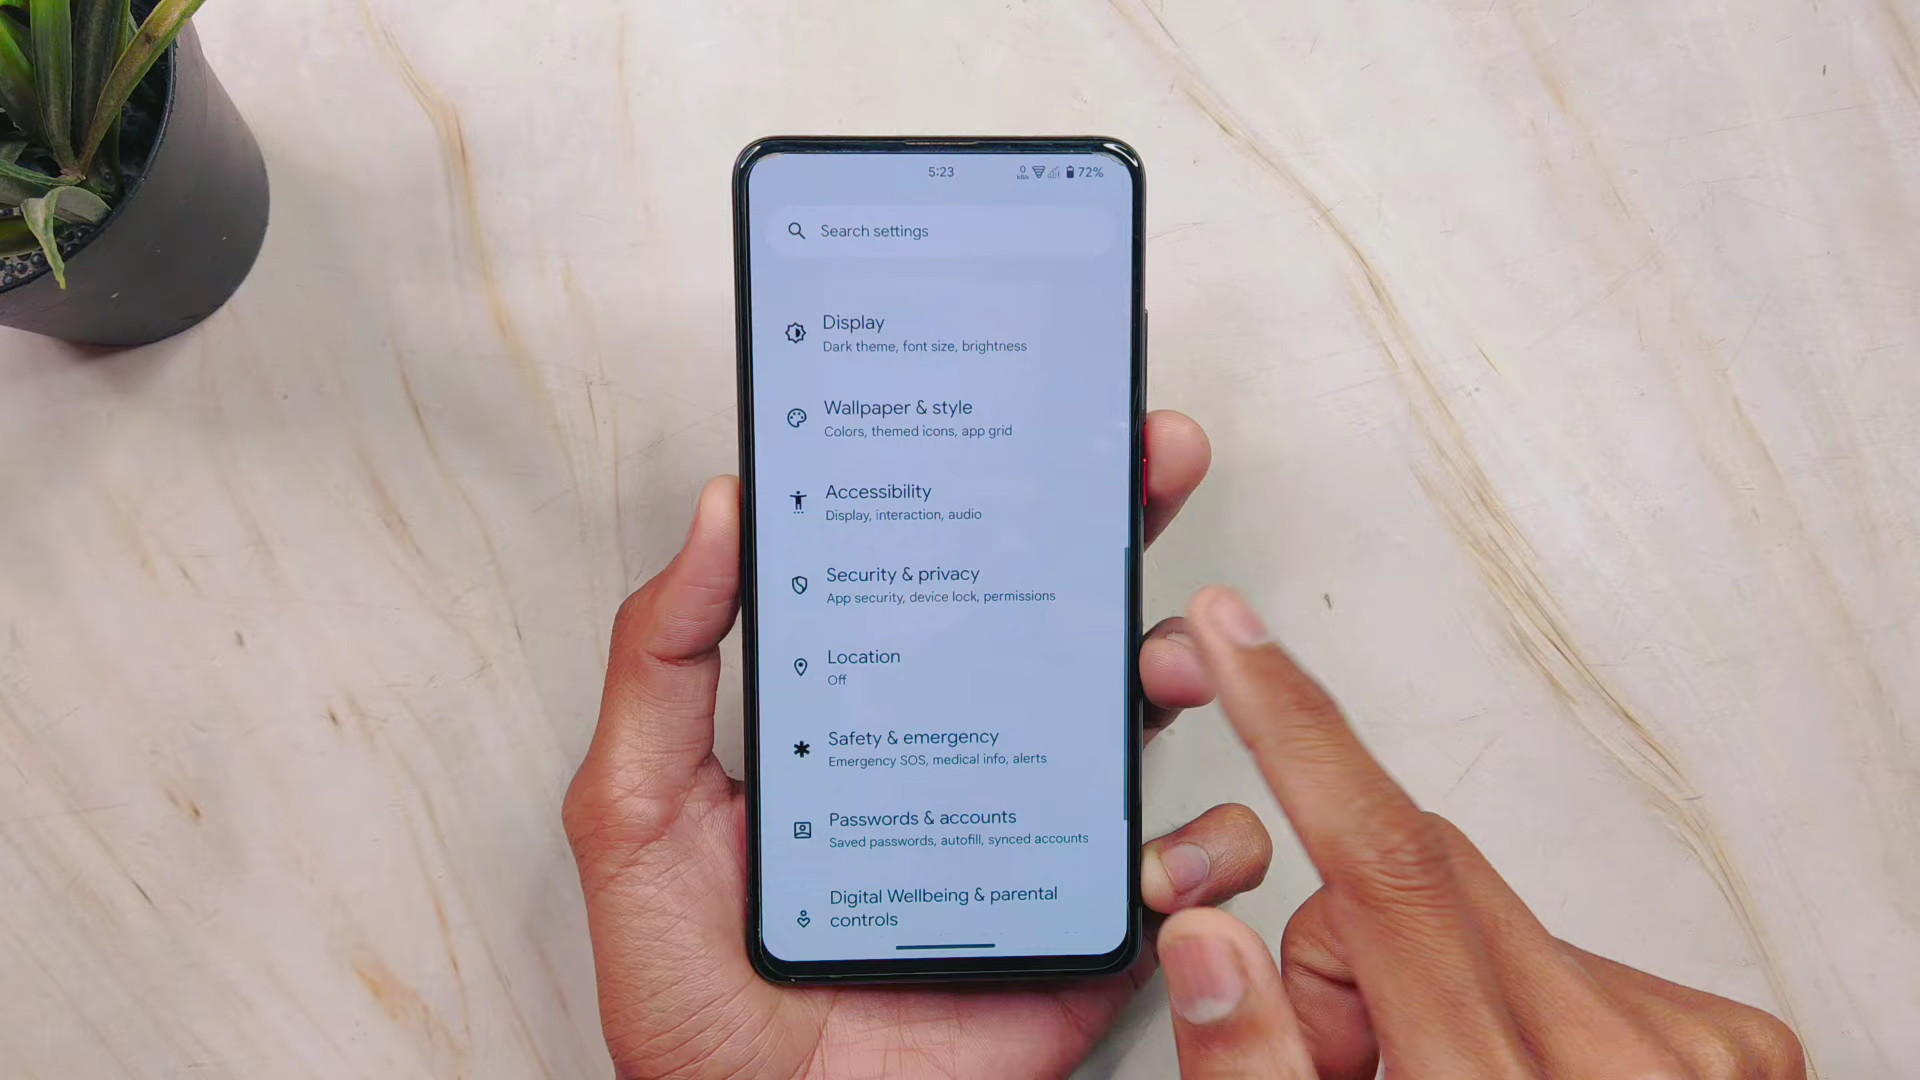 5:23
0
kB/s
72%
Search settings
Display
Dark theme, font size, brightness
Wallpaper & style
Colors, themed icons, app grid
Accessibility
Display, interaction, audio
Security & privacy
App security, device lock, permissions
Location
Off
Safety & emergency
Emergency SOS, medical info, alerts
Passwords & accounts
Saved passwords, autofill, synced accounts
Digital Wellbeing & parental
controls